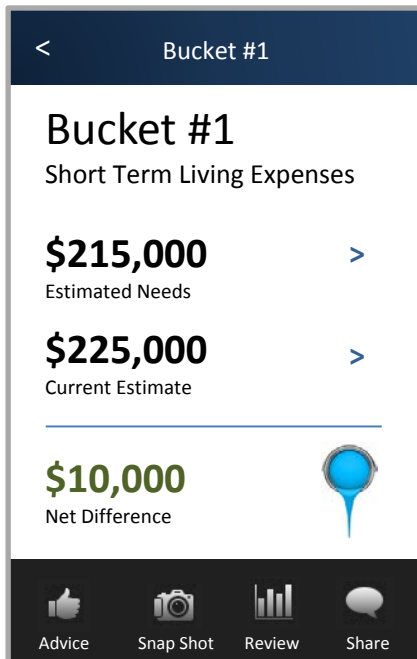 < Bucket #1
Bucket #1
Short Term Living Expenses
$215,000 >
Estimated Needs
$225,000 >
Current Estimate
$10,000
Net Difference
Advice Snap Shot Review Share